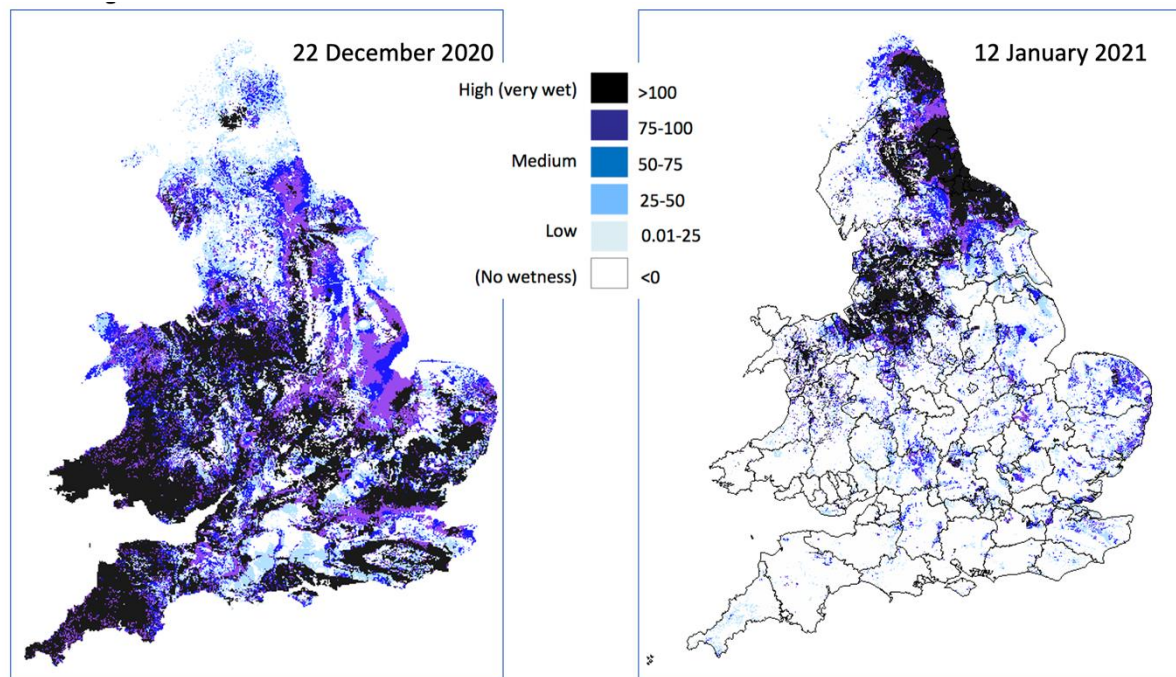 22 December 2020
12 January 2021
High (very wet)
>100
75-100
Medium
50-75
25-50
Low
0.01-25
(No wetness)
<0